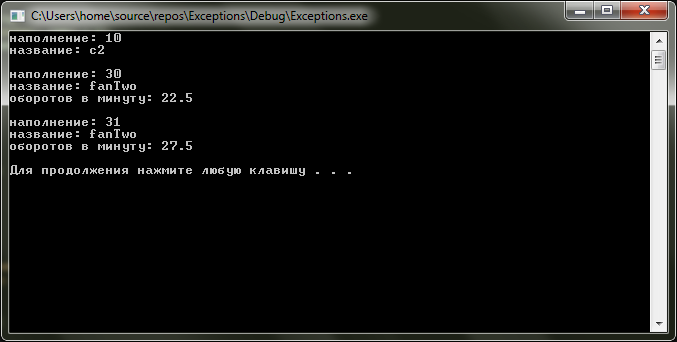 C:\Users\home\source\repos\Exceptions\Debug\Exceptions.exe
наполнение: 10
название: c2
наполнение: 30
название: fanTwo
оборотов в минуту: 22.5
наполнение: 31
название: fanTwo
оборотов в минуту: 27.5
Для продолжения нажмите любую клавишу . . .